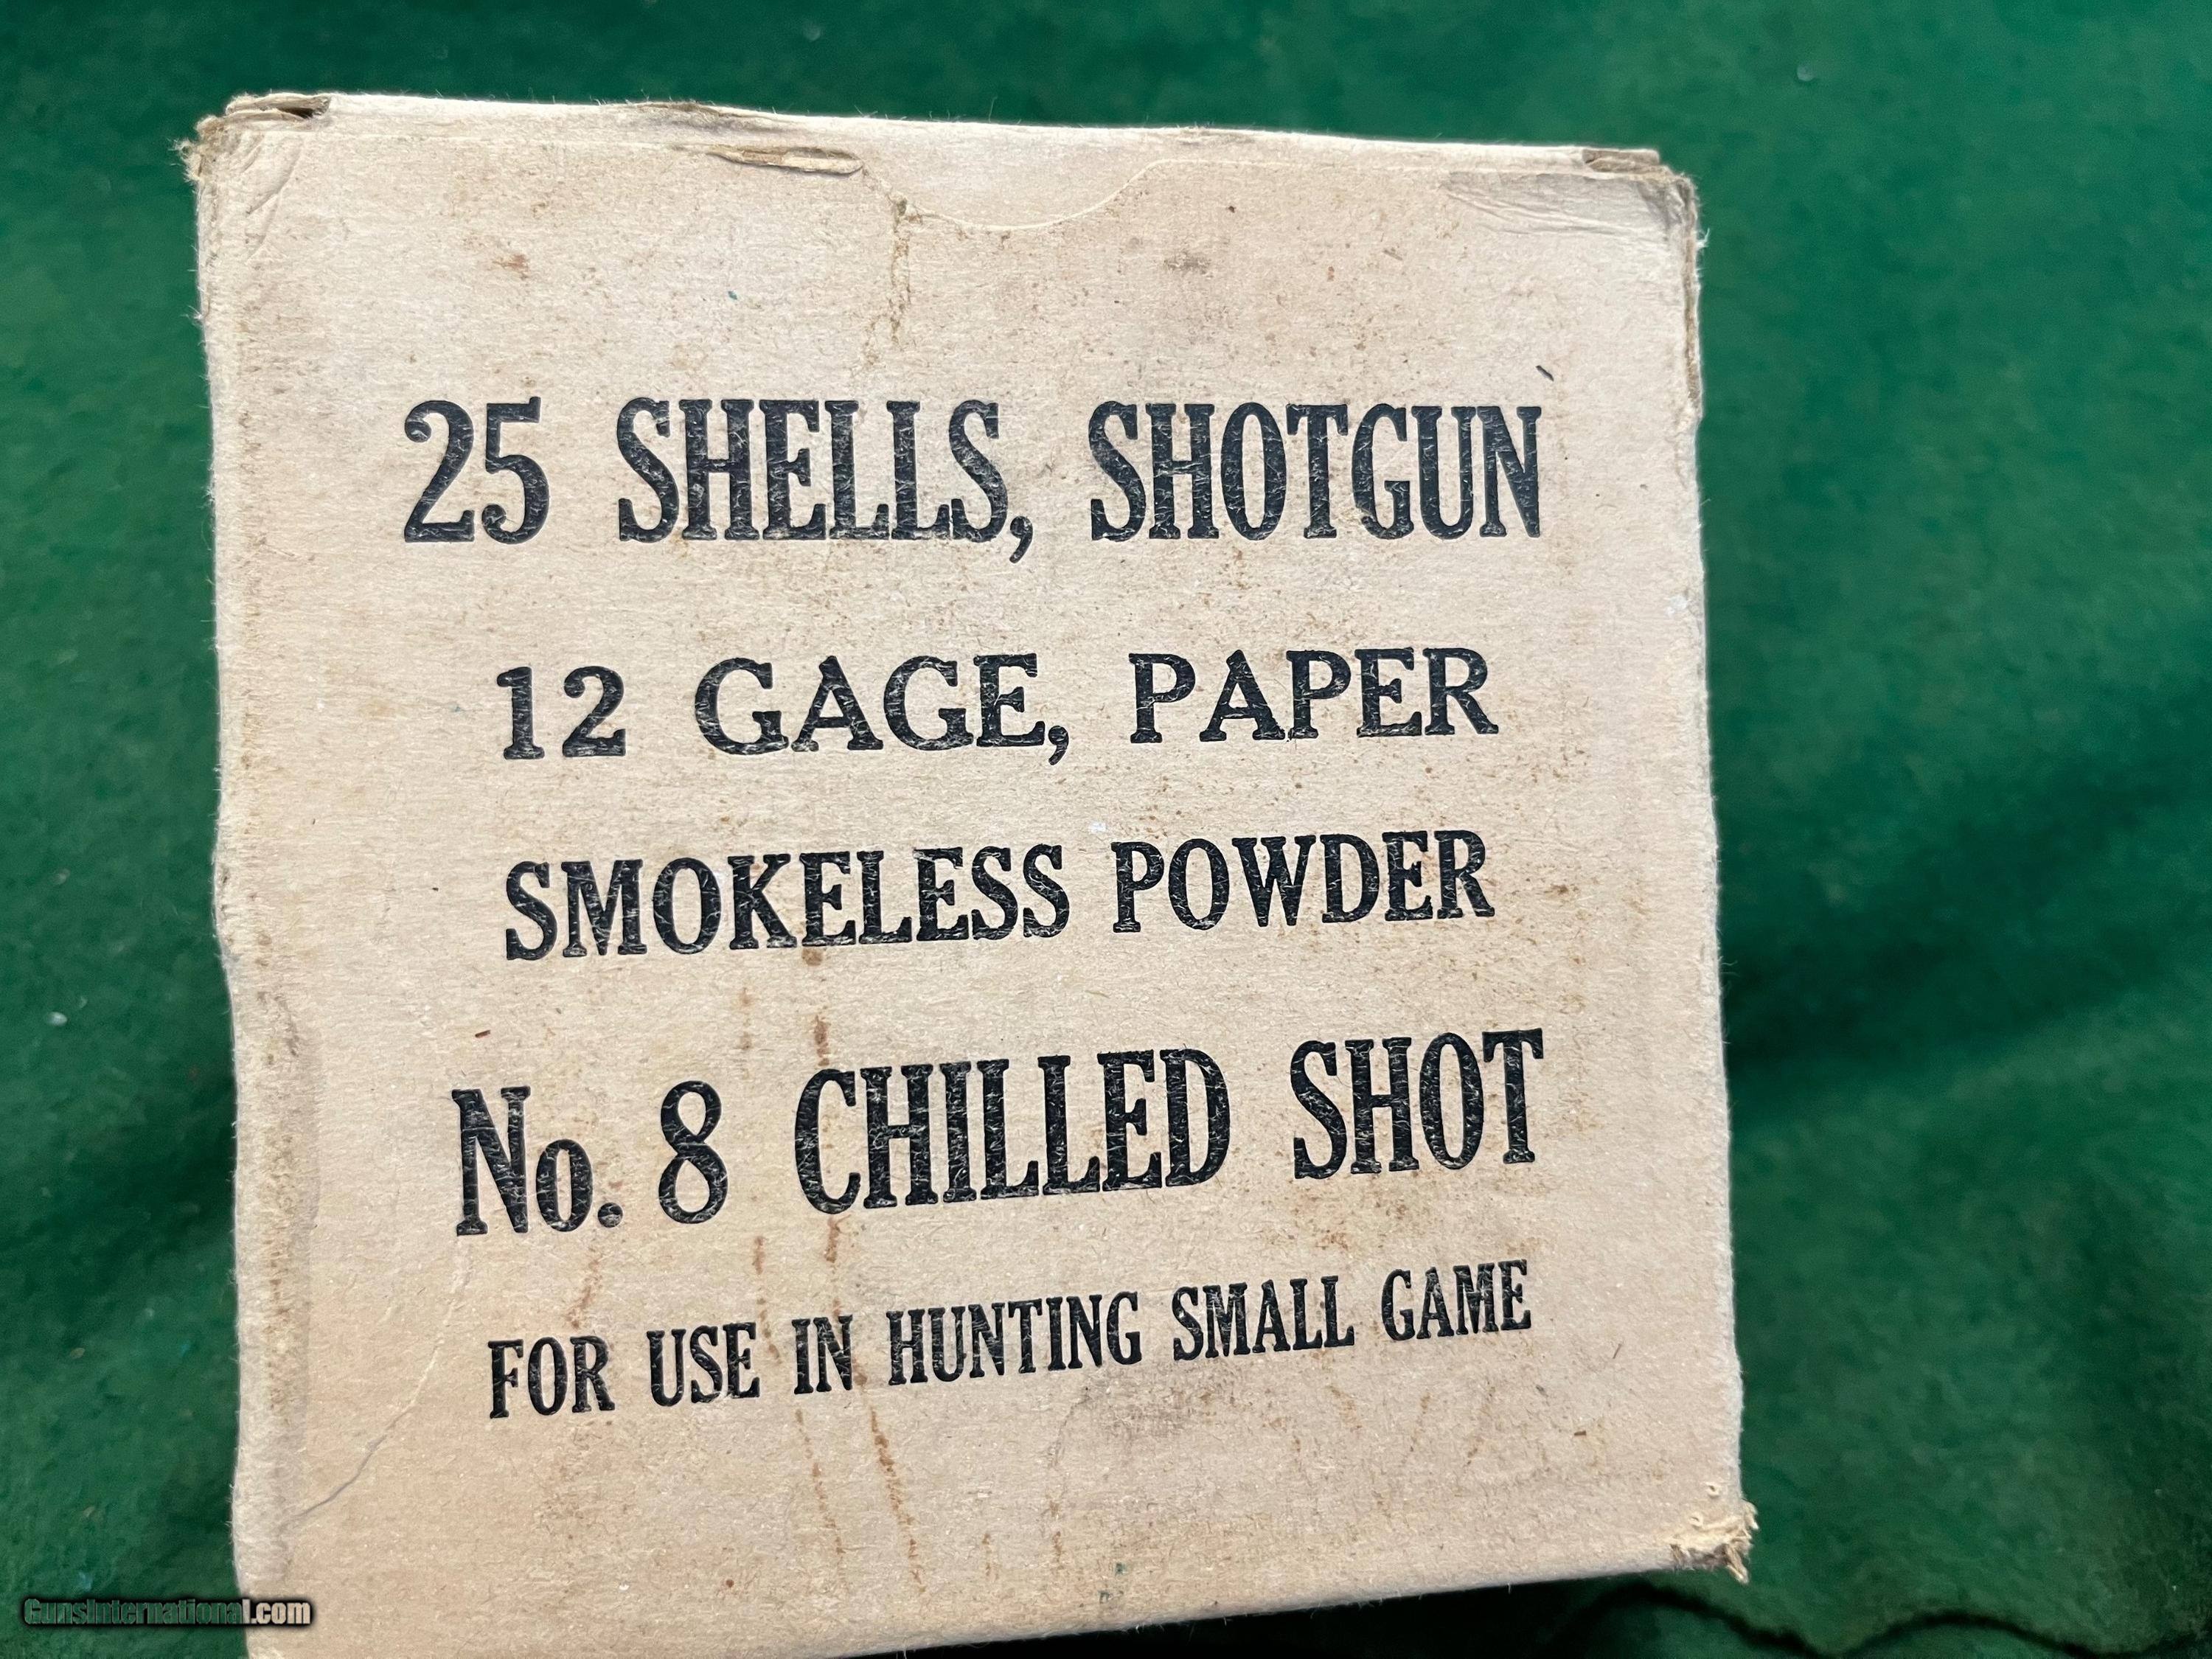 25 SHELLS, SHOTGUN
12 GAGE, PAPER
SMOKELESS POWDER
No. 8 CHILLED SHOT
FOR USE IN HUNTING SMALL GAME
GunsInternational.com